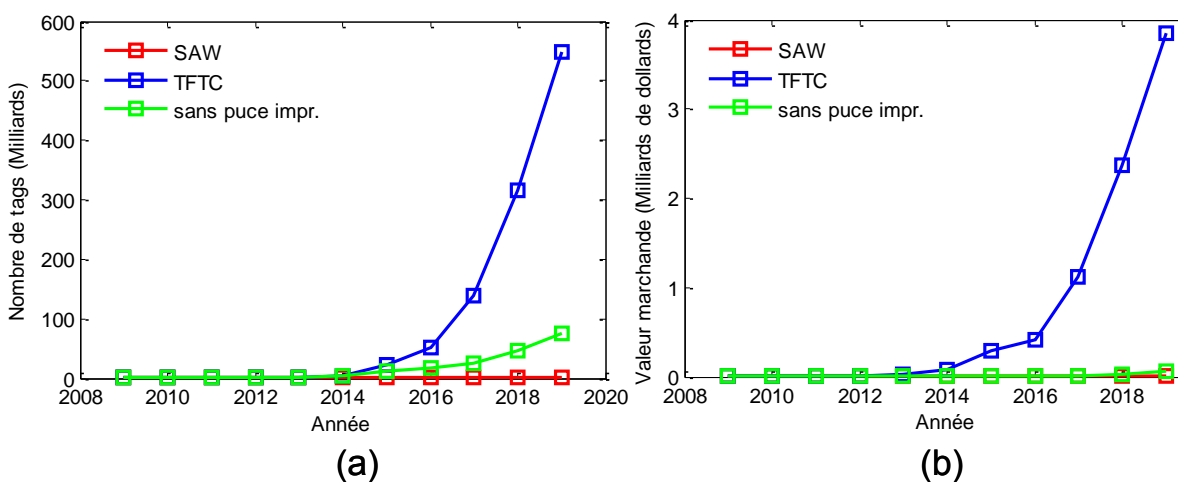 Nombre de tags (Milliards)
600
500
400
300
200
100
0
SAW
TFTC
sans puce impr.
2008
2010
2012
2014
2016
2018
2020
Année
(a)
Valeur marchande (Milliards de dollards)
4
3
2
1
0
SAW
TFTC
sans puce impr.
2008
2010
2012
2014
2016
2018
Année
(b)